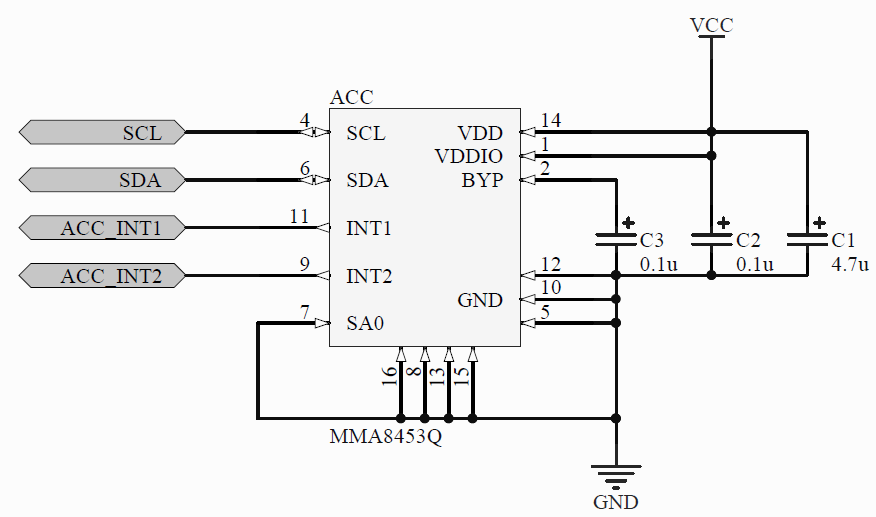 VCC
ACC
SCL 4 SCL VDD 14
VDDIO 1
SDA 6 SDA BYP 2
ACC_INT1 11 INT1
+ + +
C3 C2 C1
0.1u 0.1u 4.7u
ACC_INT2 9 INT2 12
GND 10
7 SA0 5
16 8 13 15
MMA8453Q
GND